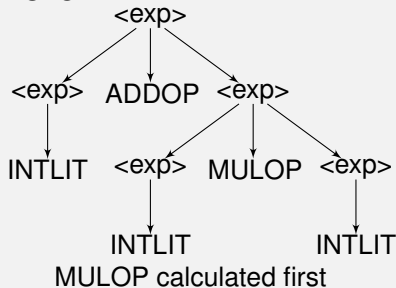 <exp>
<exp> ADDOP <exp>
INTLIT <exp> MULOP <exp>
INTLIT INTLIT
MULOP calculated first